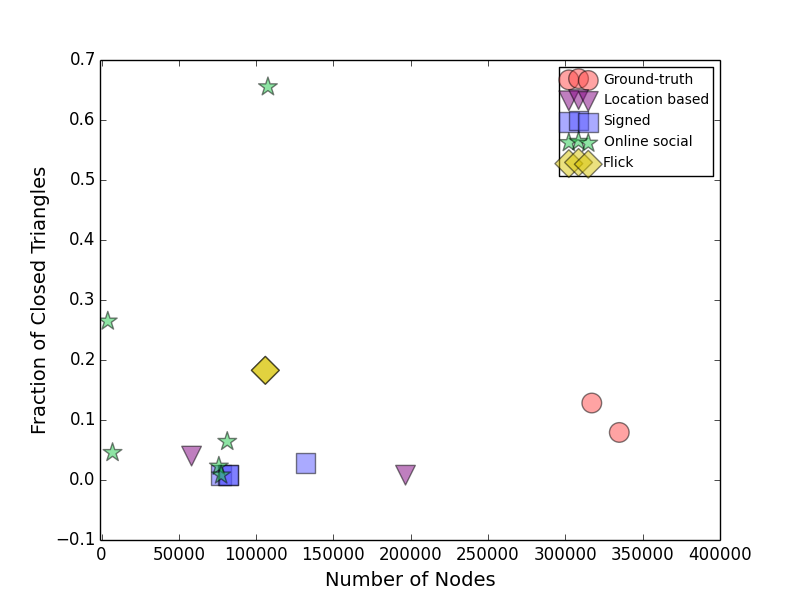 0.7
0.6
0.5
0.4
0.3
0.2
0.1
0.0
−0.1
Fraction of Closed Triangles
Ground-truth
Location based
Signed
Online social
Flick
0 50000 100000 150000 200000 250000 300000 350000 400000
Number of Nodes